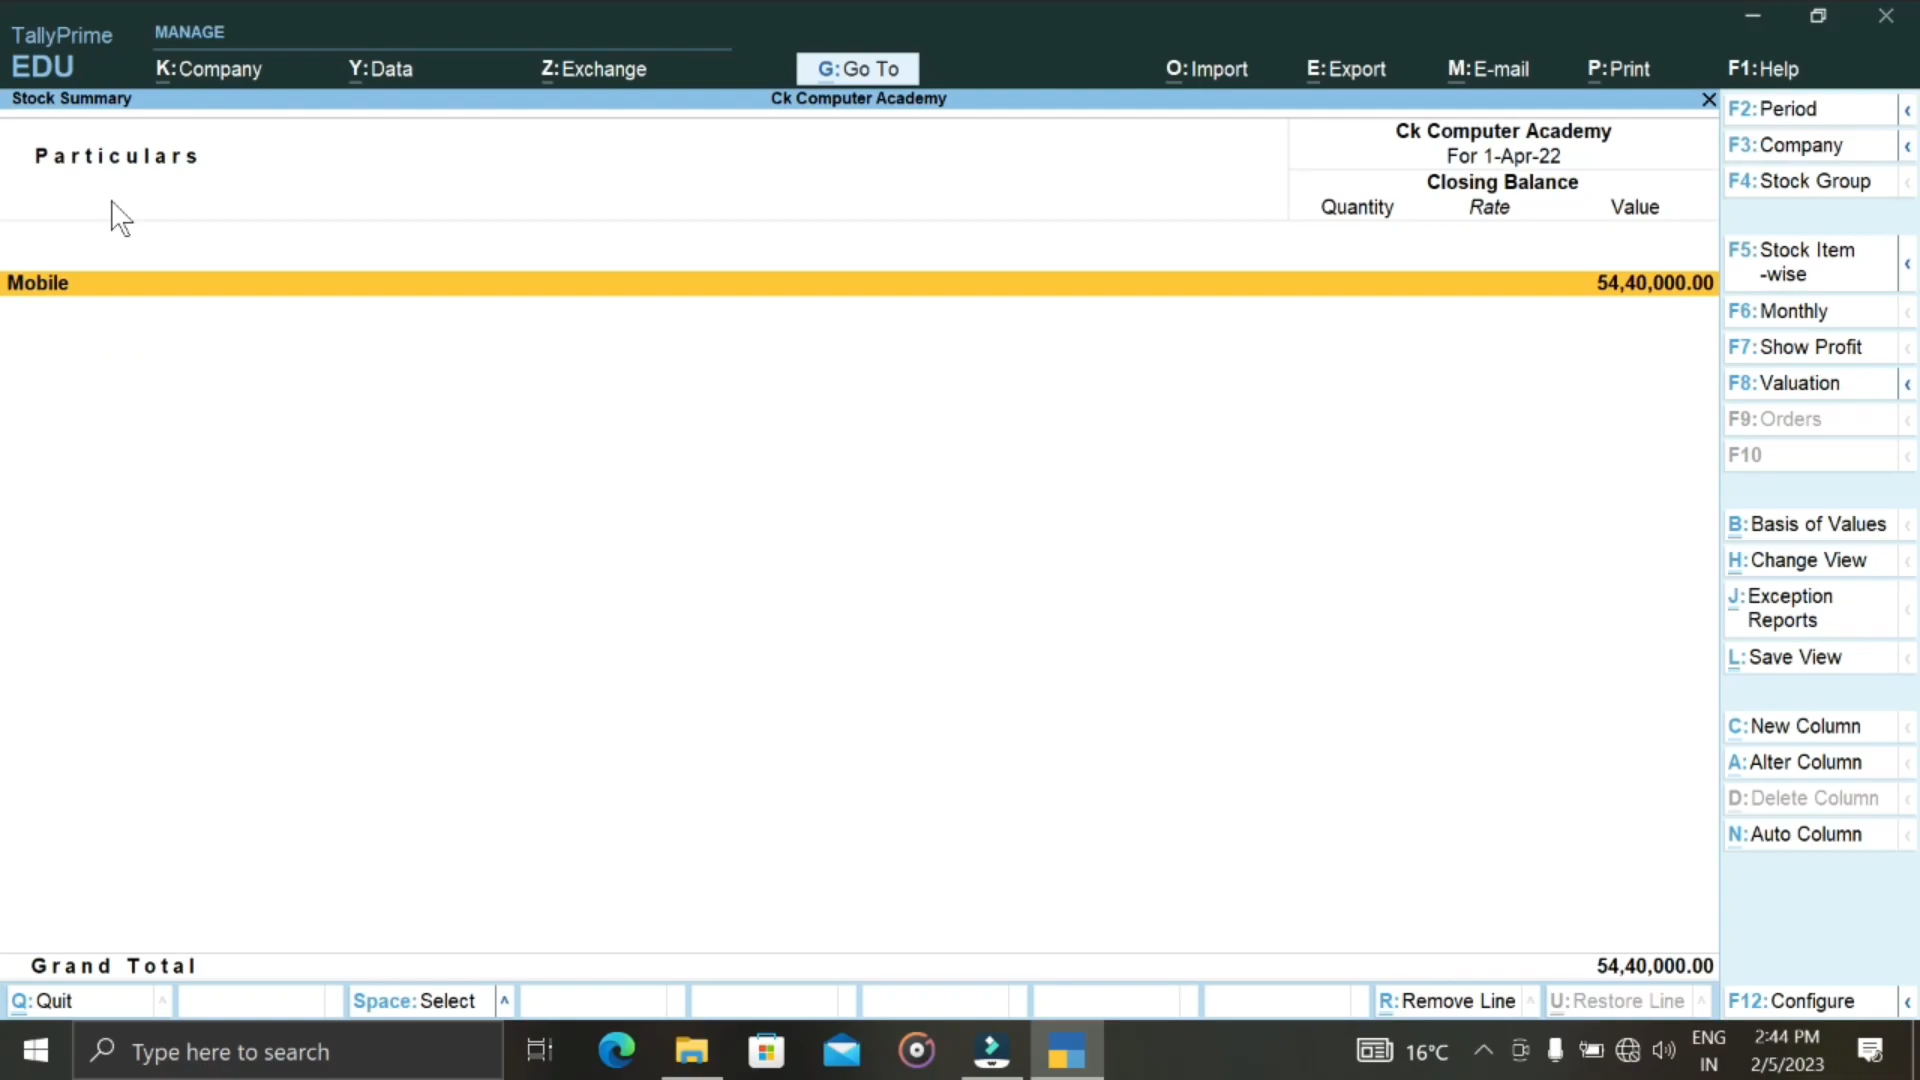 TallyPrime
EDU
MANAGE
K:Company
Y:Data
Z:Exchange
G:Go To
O:Import
E:Export
M:E-mail
P:Print
F1:Help
Stock Summary
Ck Computer Academy
Particulars
Ck Computer Academy
For 1-Apr-22
Closing Balance
Quantity Rate Value
Mobile 54,40,000.00
Grand Total 54,40,000.00
F2:Period
F3:Company
F4:Stock Group
F5:Stock Item
-wise
F6:Monthly
F7:Show Profit
F8:Valuation
F9:Orders
F10
B:Basis of Values
H:Change View
J:Exception
Reports
L:Save View
C:New Column
A:Alter Column
D:Delete Column
N:Auto Column
Q:Quit
Space:Select
R:Remove Line
U:Restore Line
F12:Configure
Type here to search
16°C
ENG
IN
2:44 PM
2/5/2023